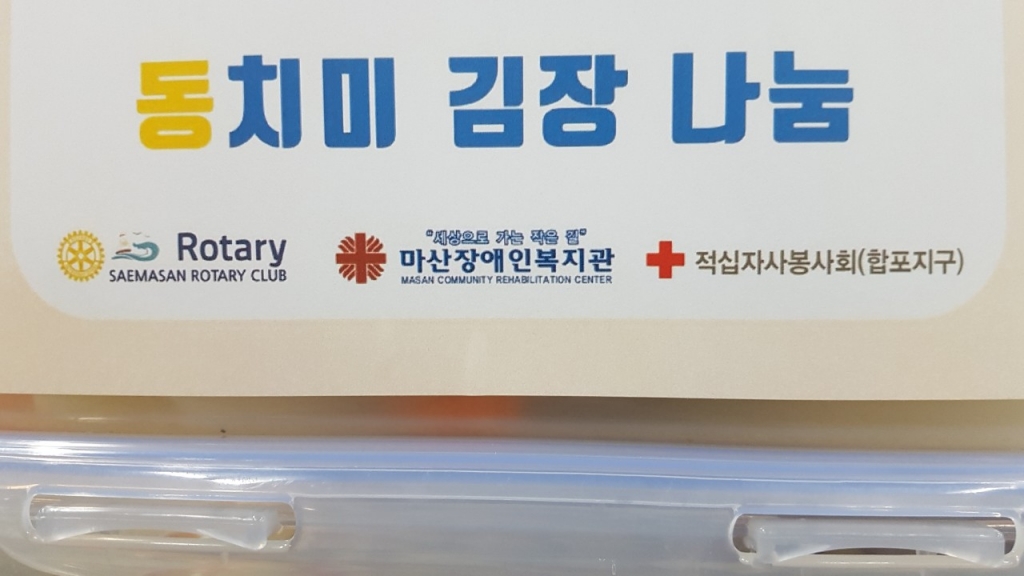 동치미 김장 나눔
Rotary
SAEMASAN ROTARY CLUB
"세상으로 가는 작은 길"
마산장애인복지관
MASAN COMMUNITY REHABILITATION CENTER
적십자사봉사회(합포지구)